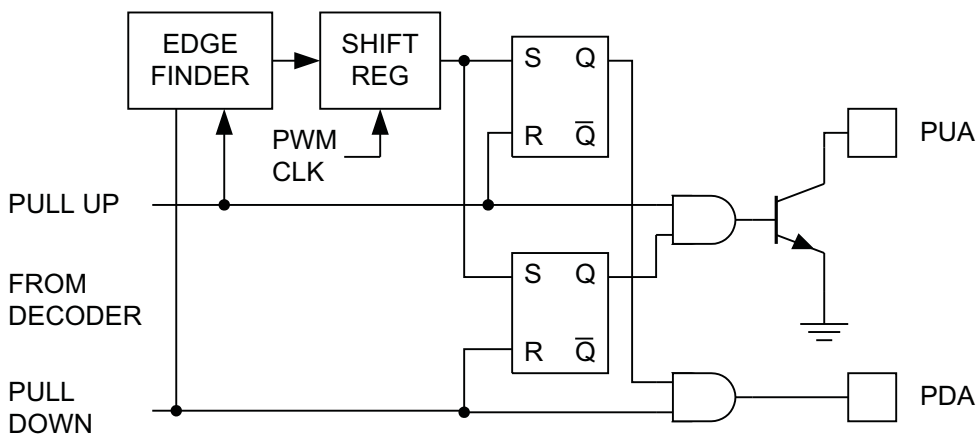 EDGE
FINDER
SHIFT
REG
S Q
R Q̅
PWM
CLK
PUA
PULL UP
FROM
DECODER
S Q
R Q̅
PULL
DOWN
PDA